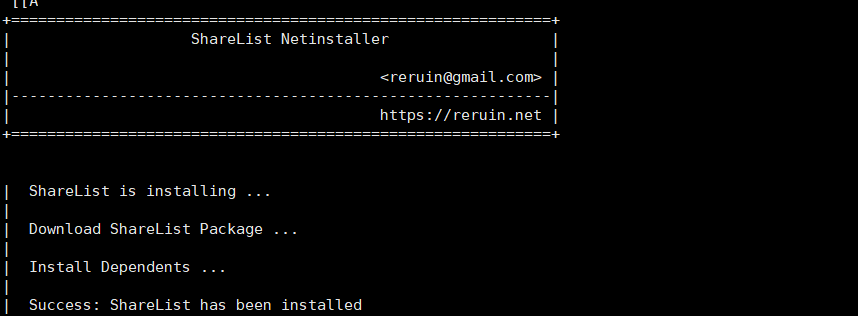 [[A
+============================================================+
|                    ShareList Netinstaller                  |
|                                                            |
|                                         <reruin@gmail.com> |
|------------------------------------------------------------|
|                                         https://reruin.net |
+============================================================+
|  ShareList is installing ...
|
|  Download ShareList Package ...
|
|  Install Dependents ...
|
|  Success: ShareList has been installed